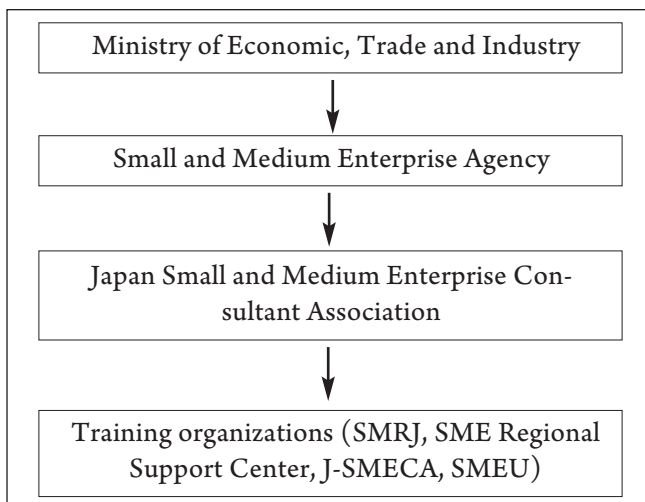 Ministry of Economic, Trade and Industry
Small and Medium Enterprise Agency
Japan Small and Medium Enterprise Con-
sultant Association
Training organizations (SMRJ, SME Regional
Support Center, J-SMECA, SMEU)